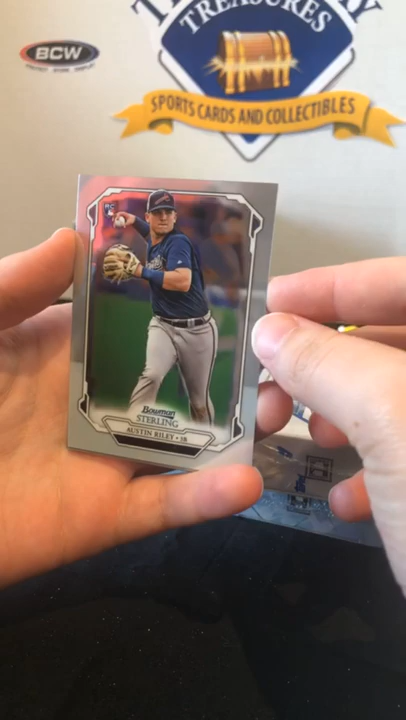 BCW
TREASURES
SPORTS CARDS AND COLLECTIBLES
RC
Bowman
STERLING
AUSTIN RILEY • 3B